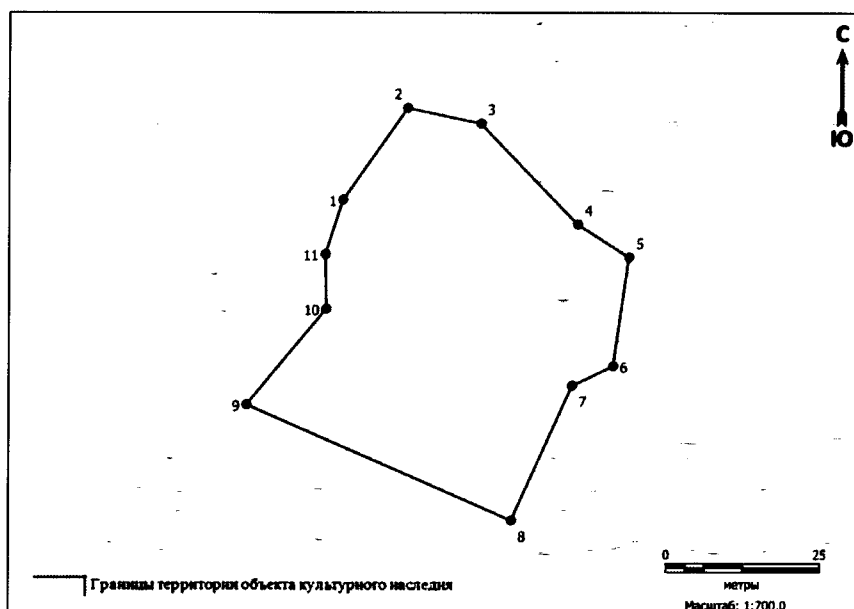 С
2
3
1
4
5
11
10
6
7
9
8
Ю
0 25
метры
Масштаб: 1:700,0
Границы территории объекта культурного наследия